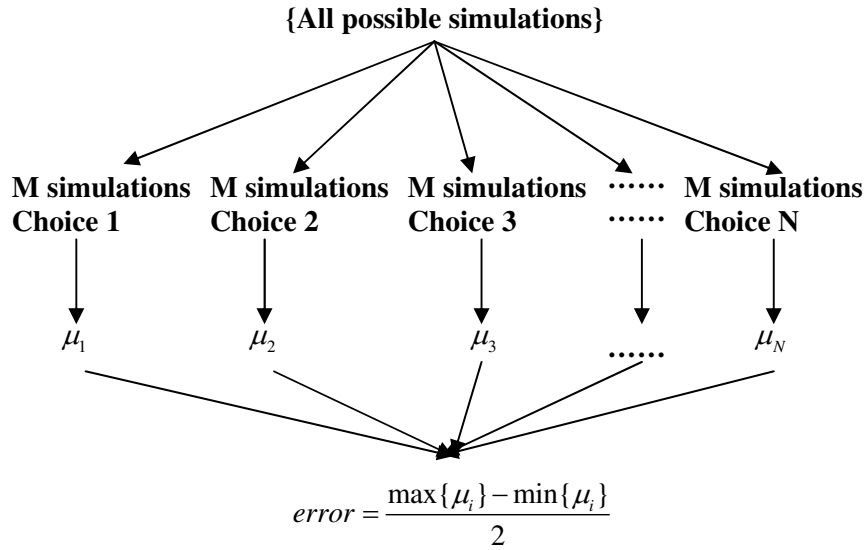 {All possible simulations}
M simulations M simulations M simulations ...... M simulations
Choice 1 Choice 2 Choice 3 ...... Choice N
μ₁ μ₂ μ₃ ...... μ_N
error = (max{μᵢ} − min{μᵢ}) / 2